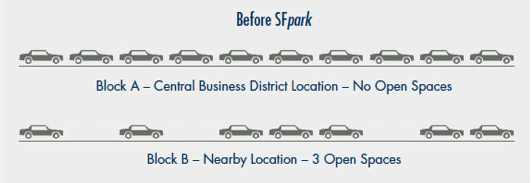 Before SFpark
Block A – Central Business District Location – No Open Spaces
Block B – Nearby Location – 3 Open Spaces